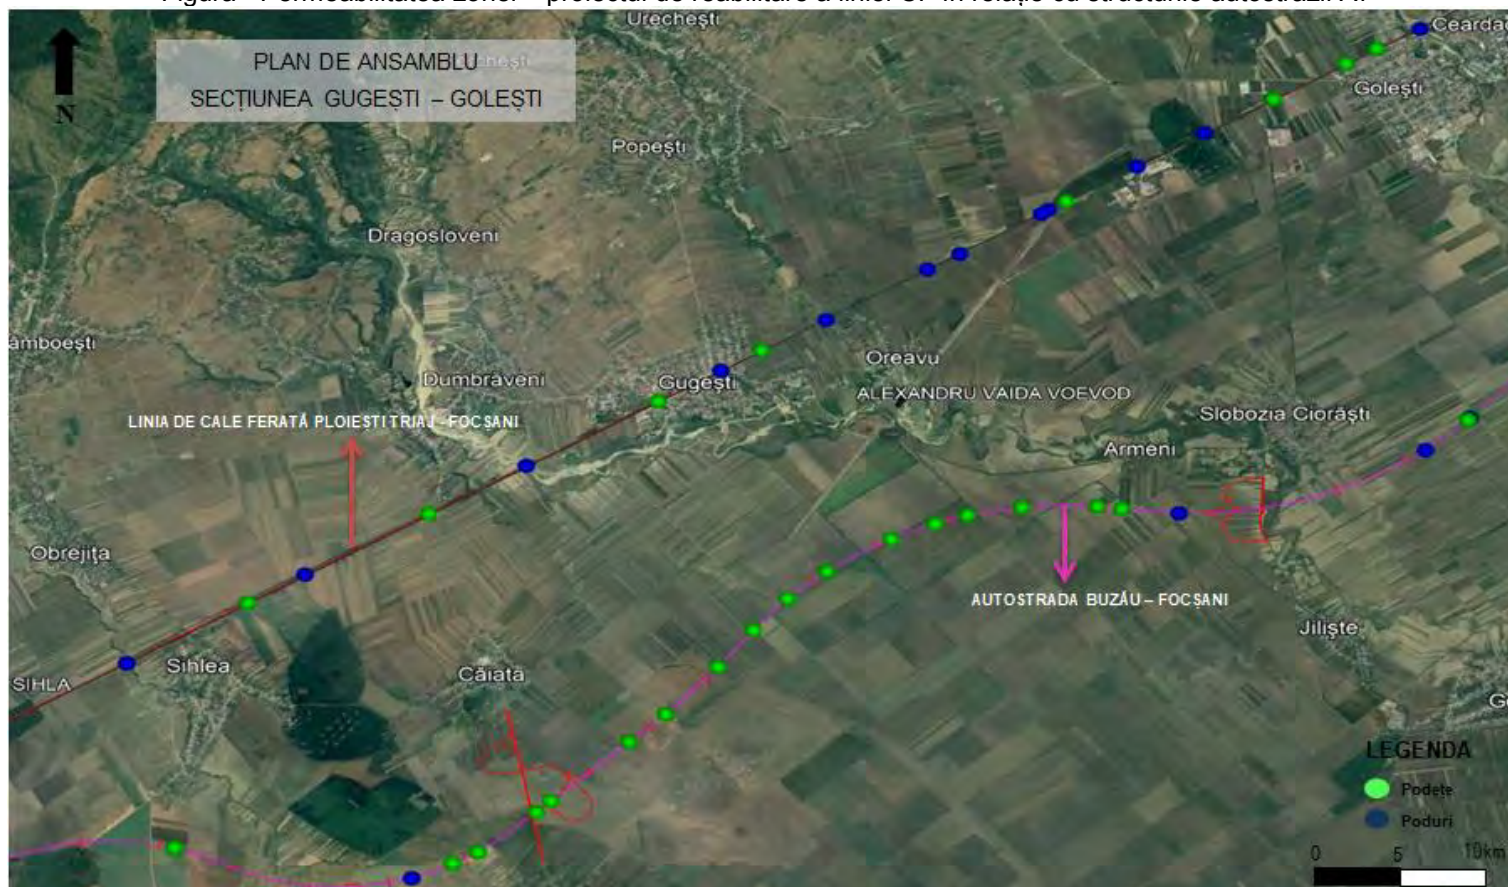 Urechești
Ceardac
PLAN DE ANSAMBLU
SECȚIUNEA GUGEȘTI – GOLEȘTI
N
Golești
Popești
Dragosloveni
âmboești
Oreavu
Dumbrăveni
Gugești
ALEXANDRU VAIDA VOEVOD
Slobozia Ciorăști
LINIA DE CALE FERATĂ PLOIEȘTI TRIAJ -FOCȘANI
Armeni
Obrejița
AUTOSTRADA BUZĂU – FOCȘANI
Jiliște
Sihlea
Căiata
SIHLA
LEGENDA
Podețe
Poduri
0 5 10km